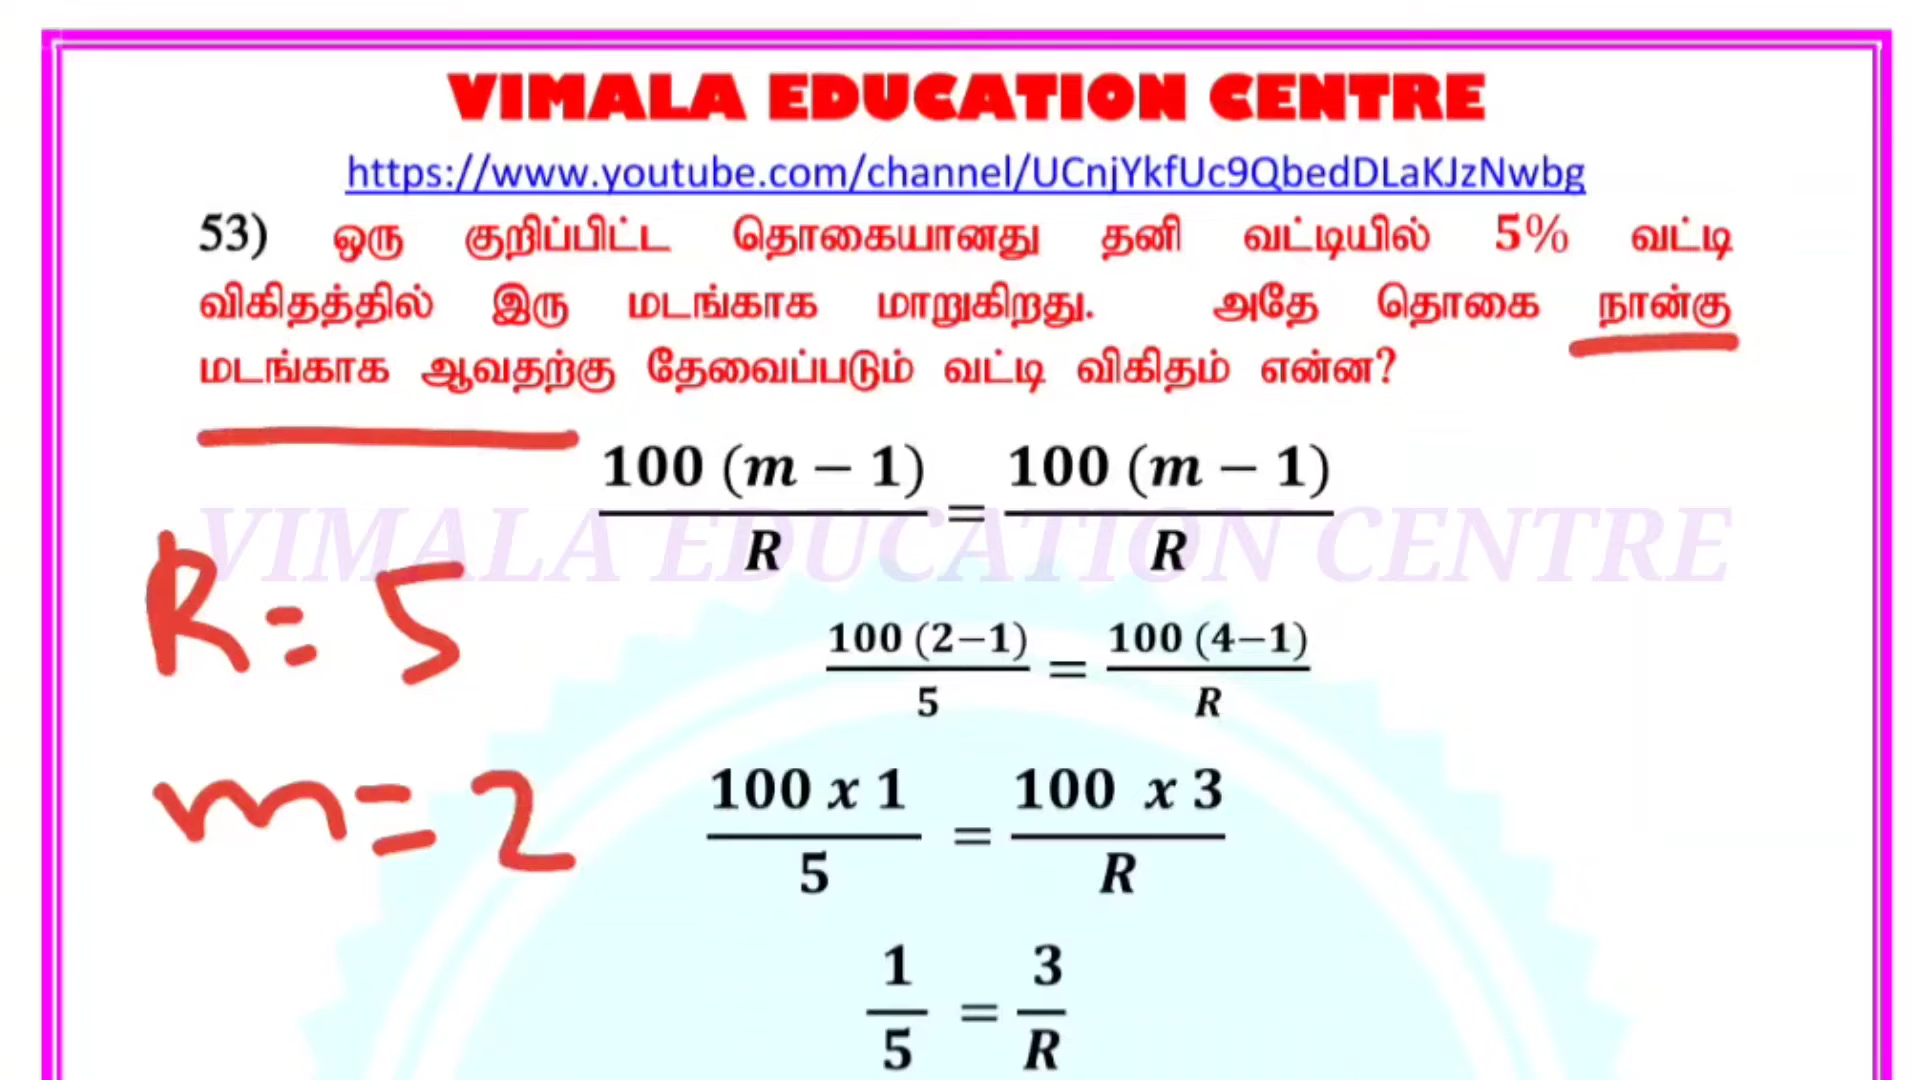 VIMALA EDUCATION CENTRE
https://www.youtube.com/channel/UCnjYkfUc9QbedDLaKJzNwbg
53) ஒரு குறிப்பிட்ட தொகையானது தனி வட்டியில் 5% வட்டி
விகிதத்தில் இரு மடங்காக மாறுகிறது. அதே தொகை நான்கு
மடங்காக ஆவதற்கு தேவைப்படும் வட்டி விகிதம் என்ன?
100 (m − 1) / R = 100 (m − 1) / R
VIMALA EDUCATION CENTRE
R = 5
100 (2−1) / 5 = 100 (4−1) / R
m = 2
100 x 1 / 5 = 100 x 3 / R
1 / 5 = 3 / R